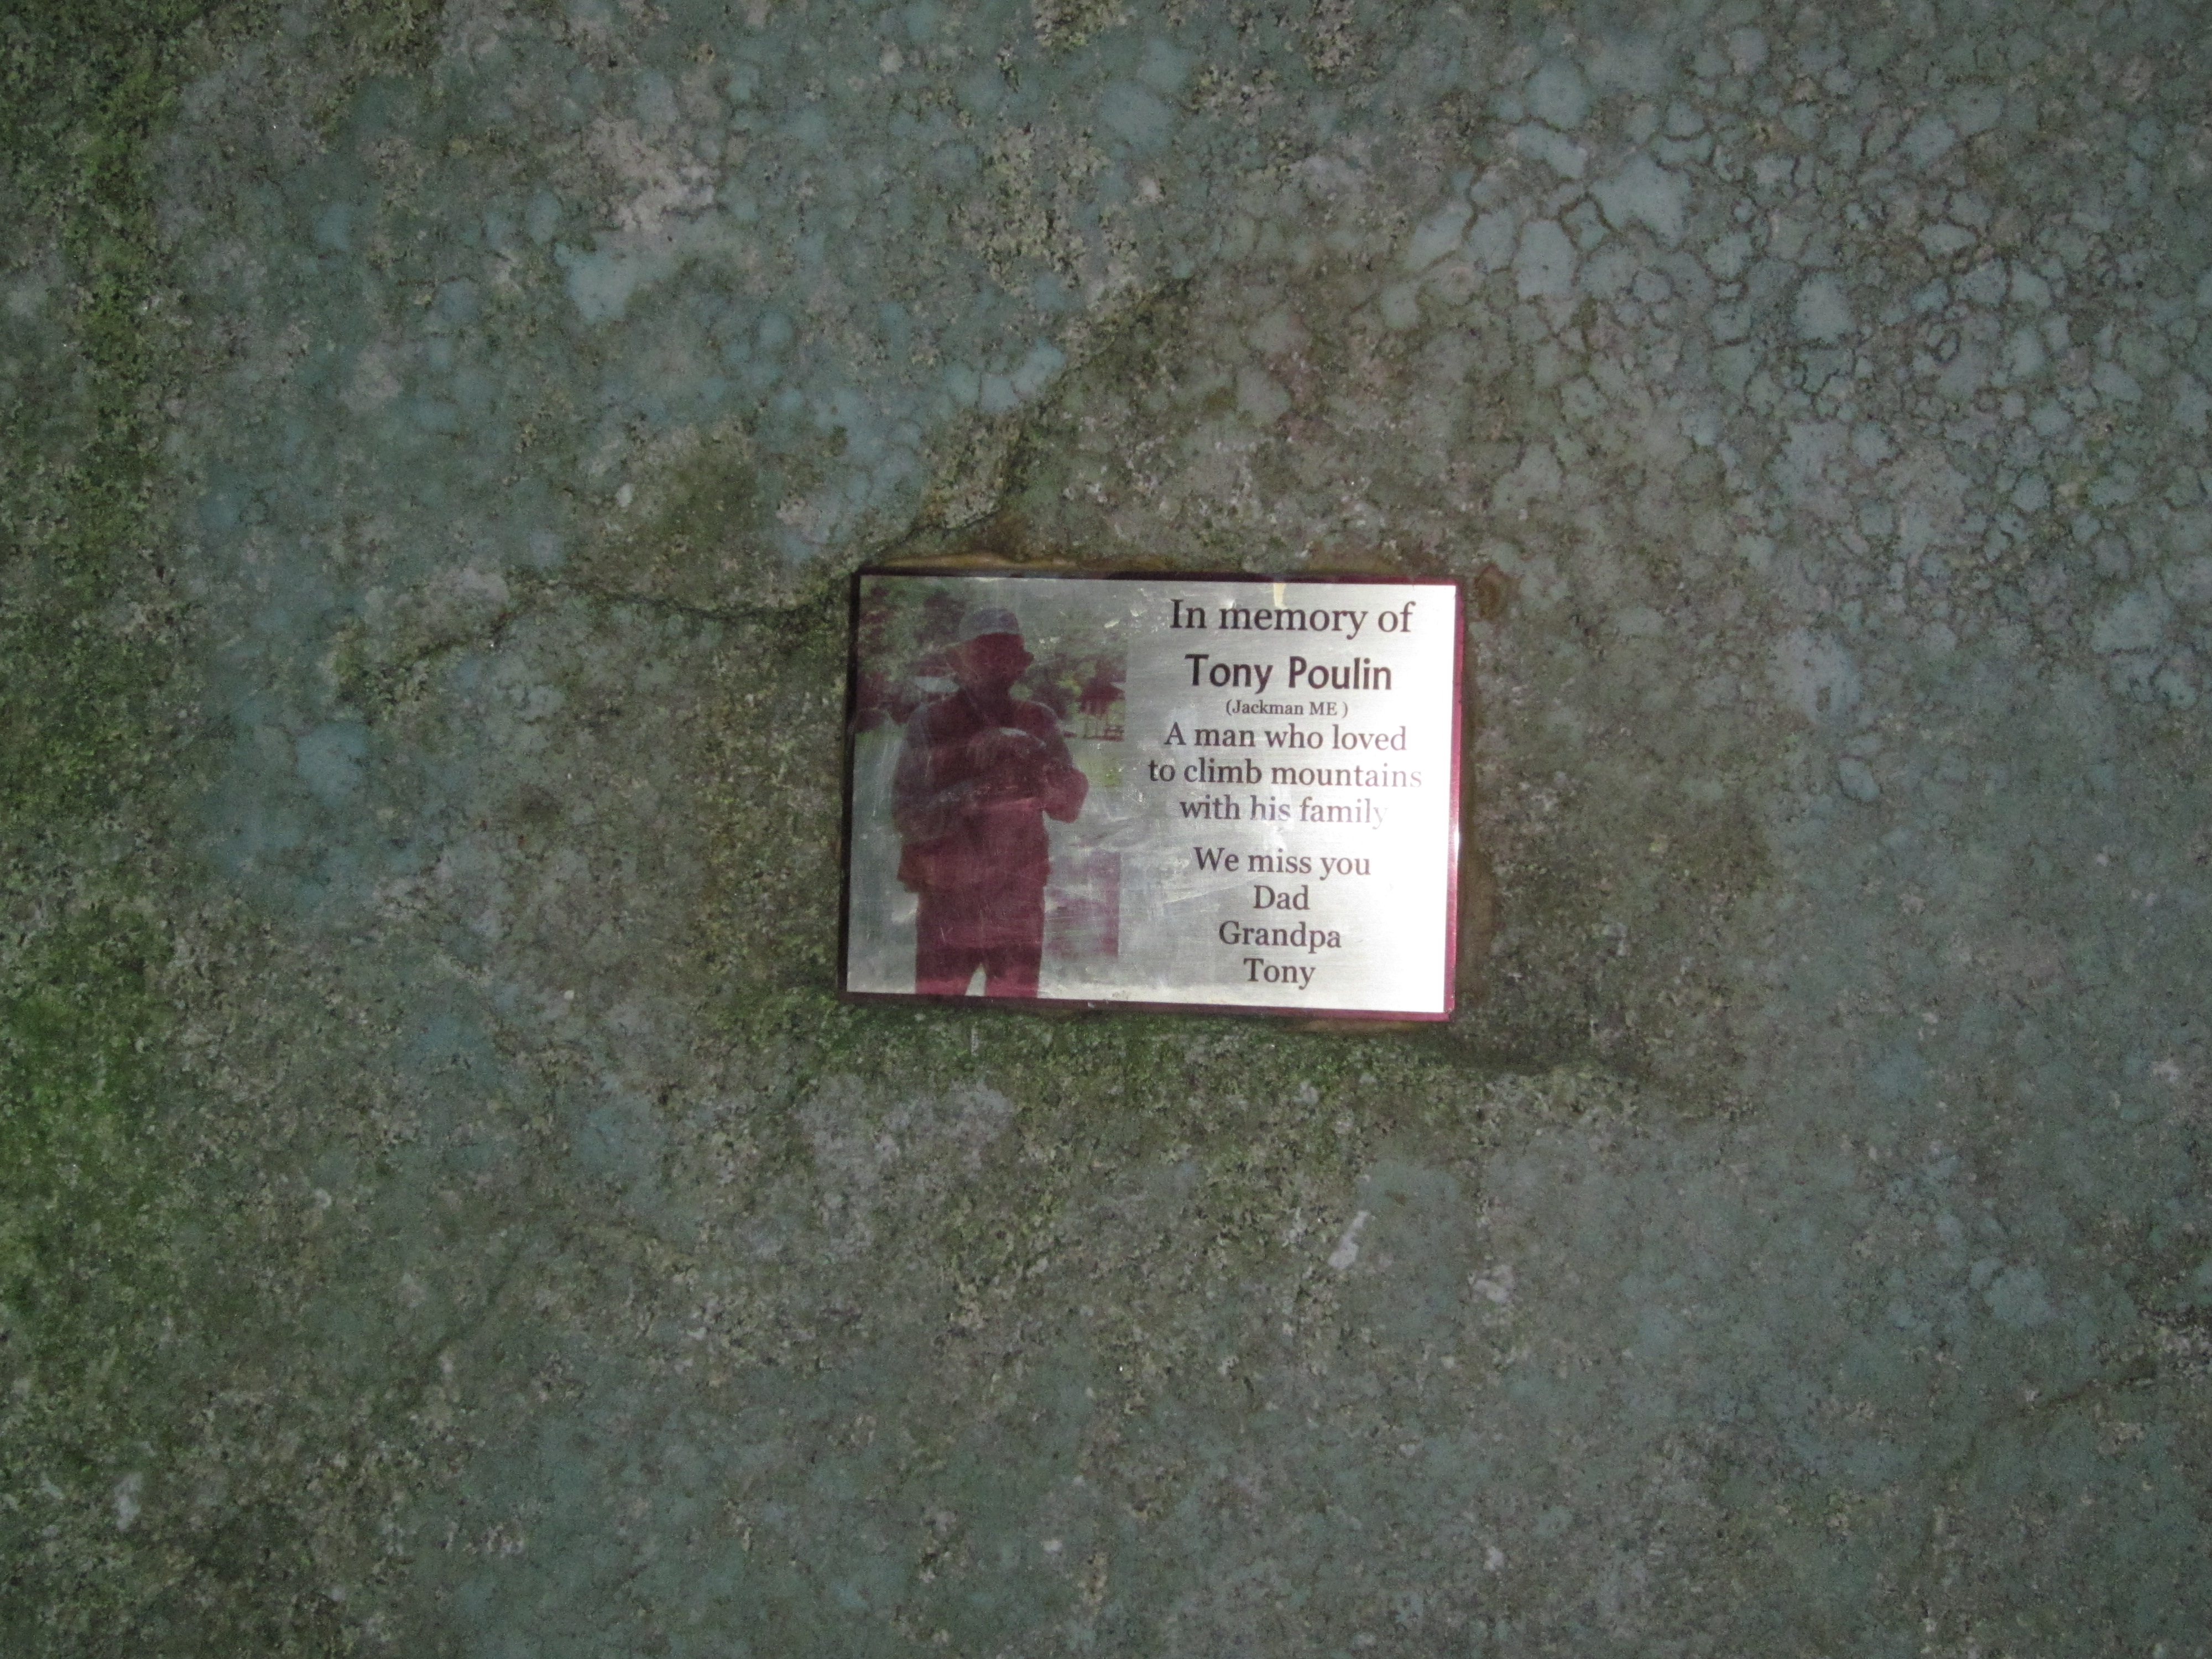 In memory of
Tony Poulin
(Jackman ME )
A man who loved
to climb mountains
with his family
We miss you
Dad
Grandpa
Tony